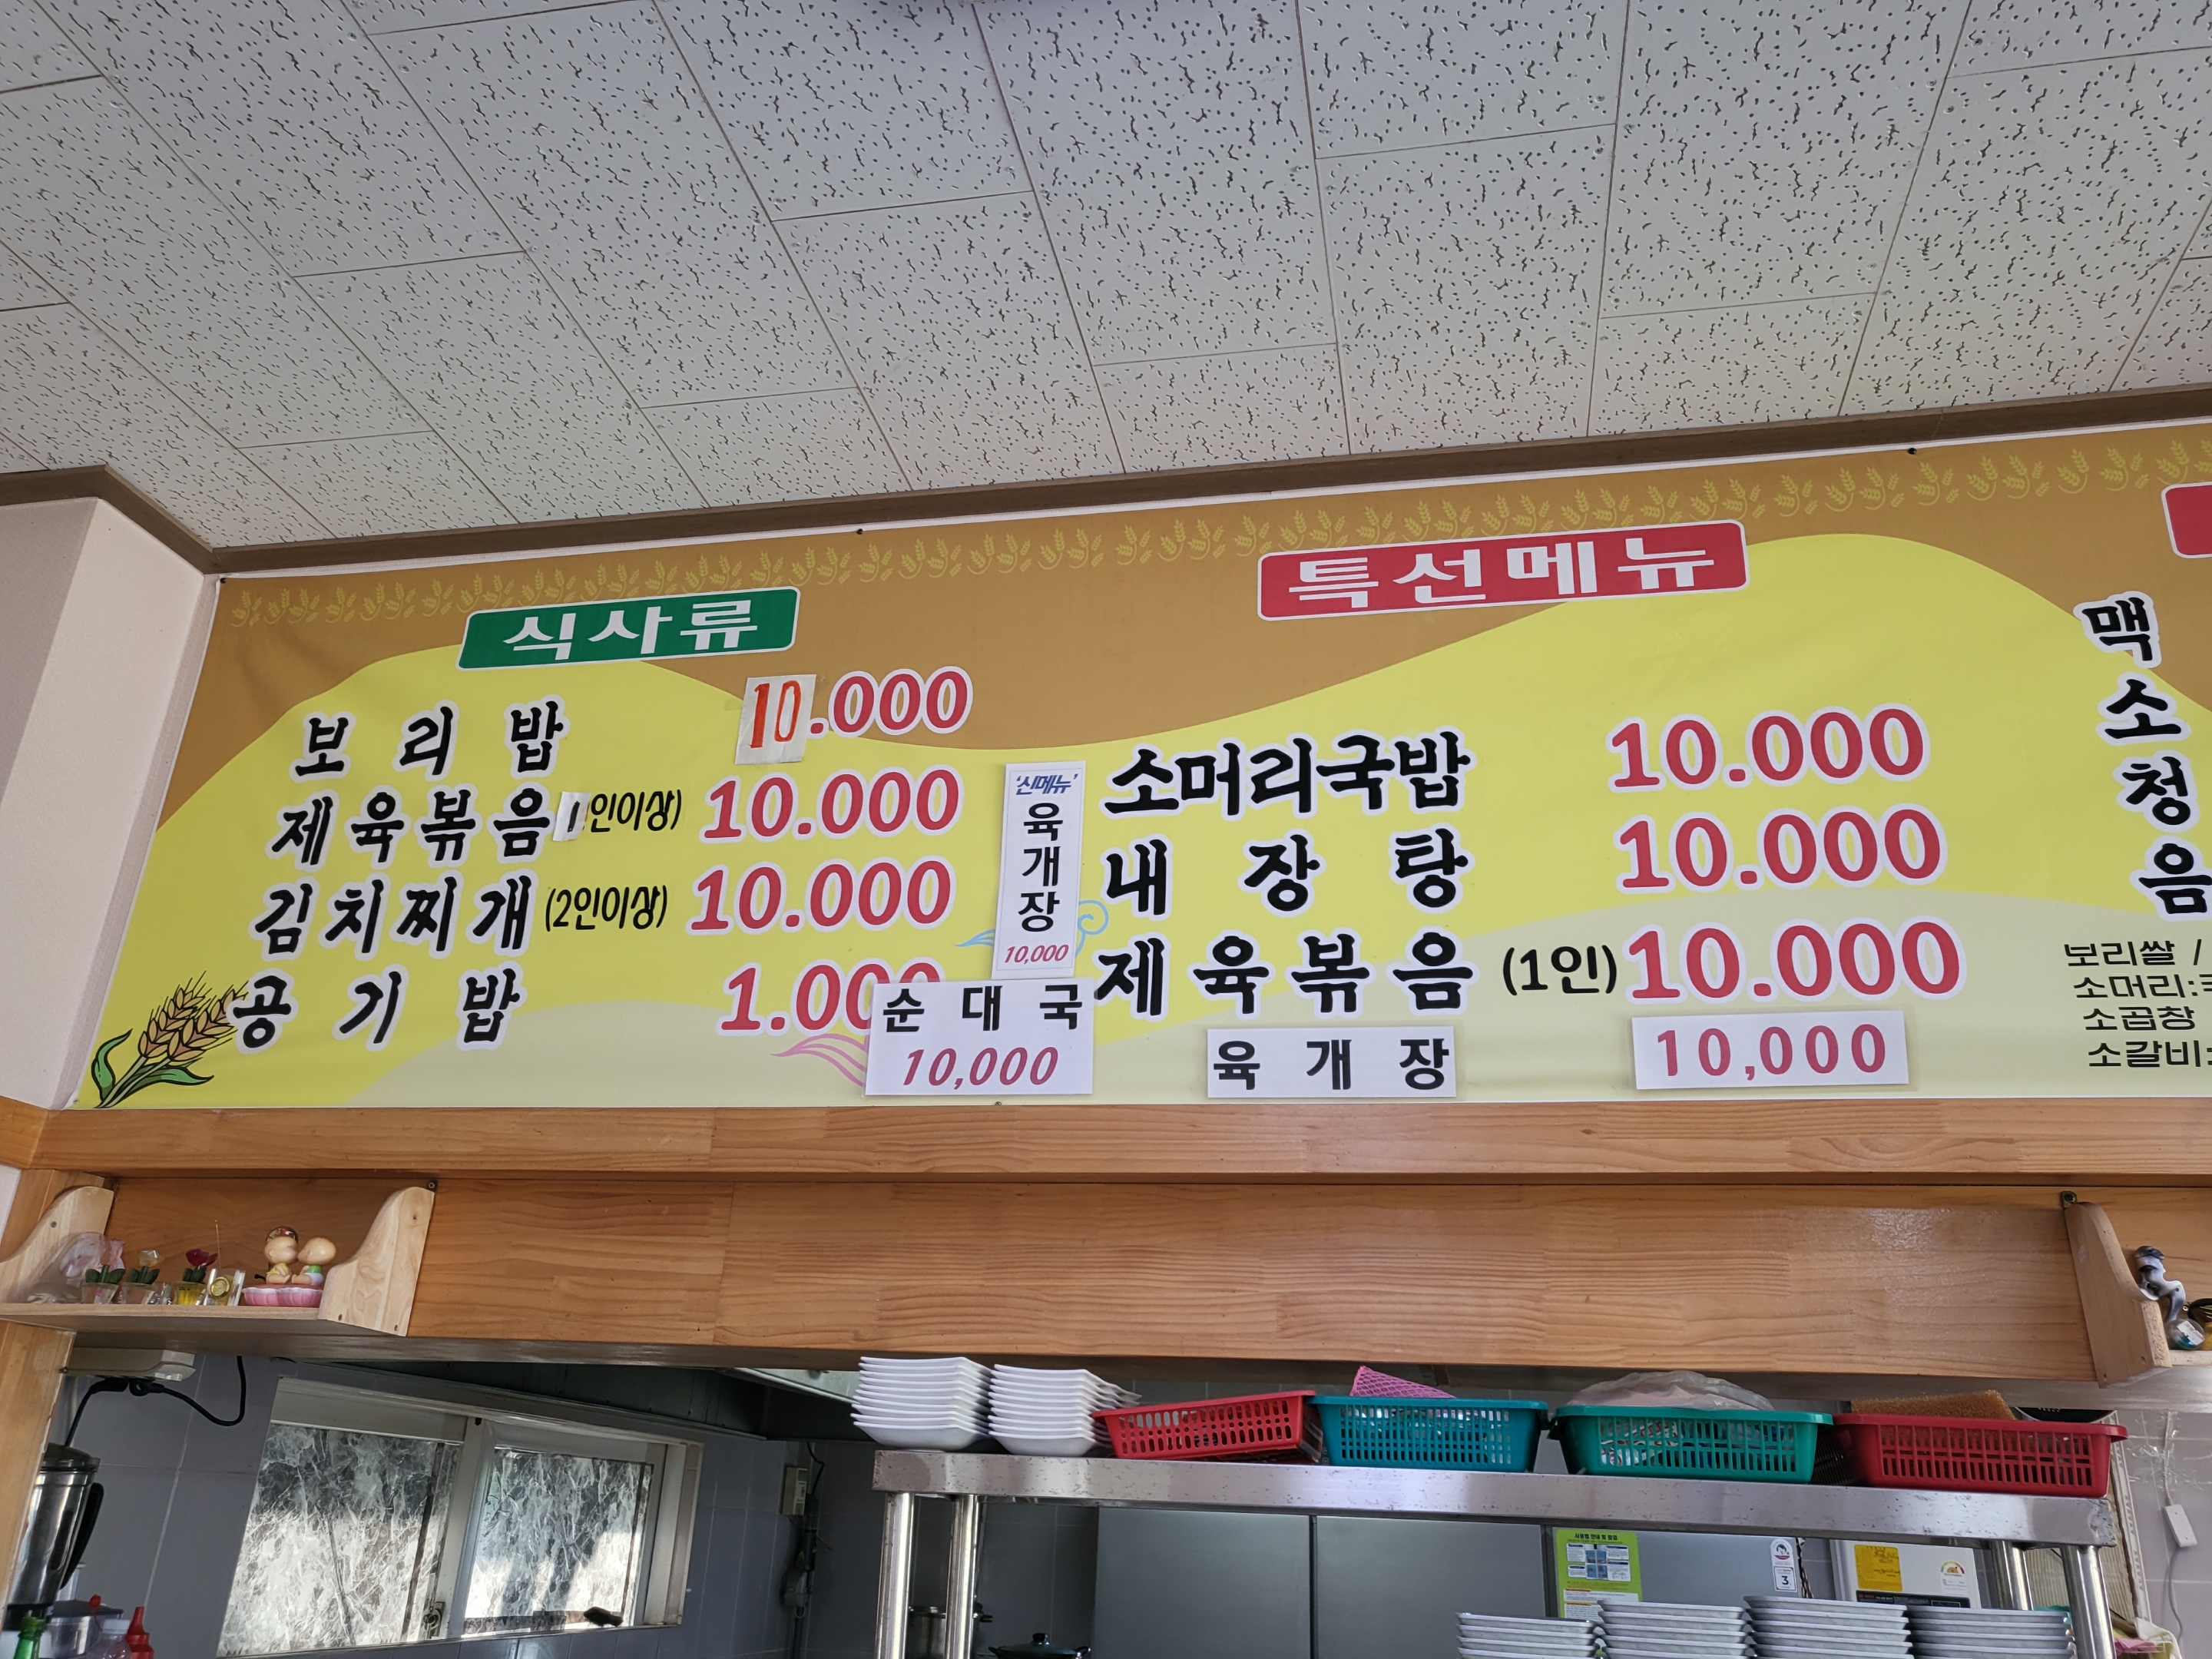 식사류
보리밥 10.000
제육볶음 1인이상) 10.000
김치찌개 (2인이상) 10.000
공기밥 1.000
'신메뉴'
육개장
10,000
순대국
10,000
특선메뉴
소머리국밥 10.000
내장탕 10.000
제육볶음 (1인) 10.000
육개장 10,000
맥
소
청
음
보리쌀 /
소머리:
소곱창
소갈비:
3